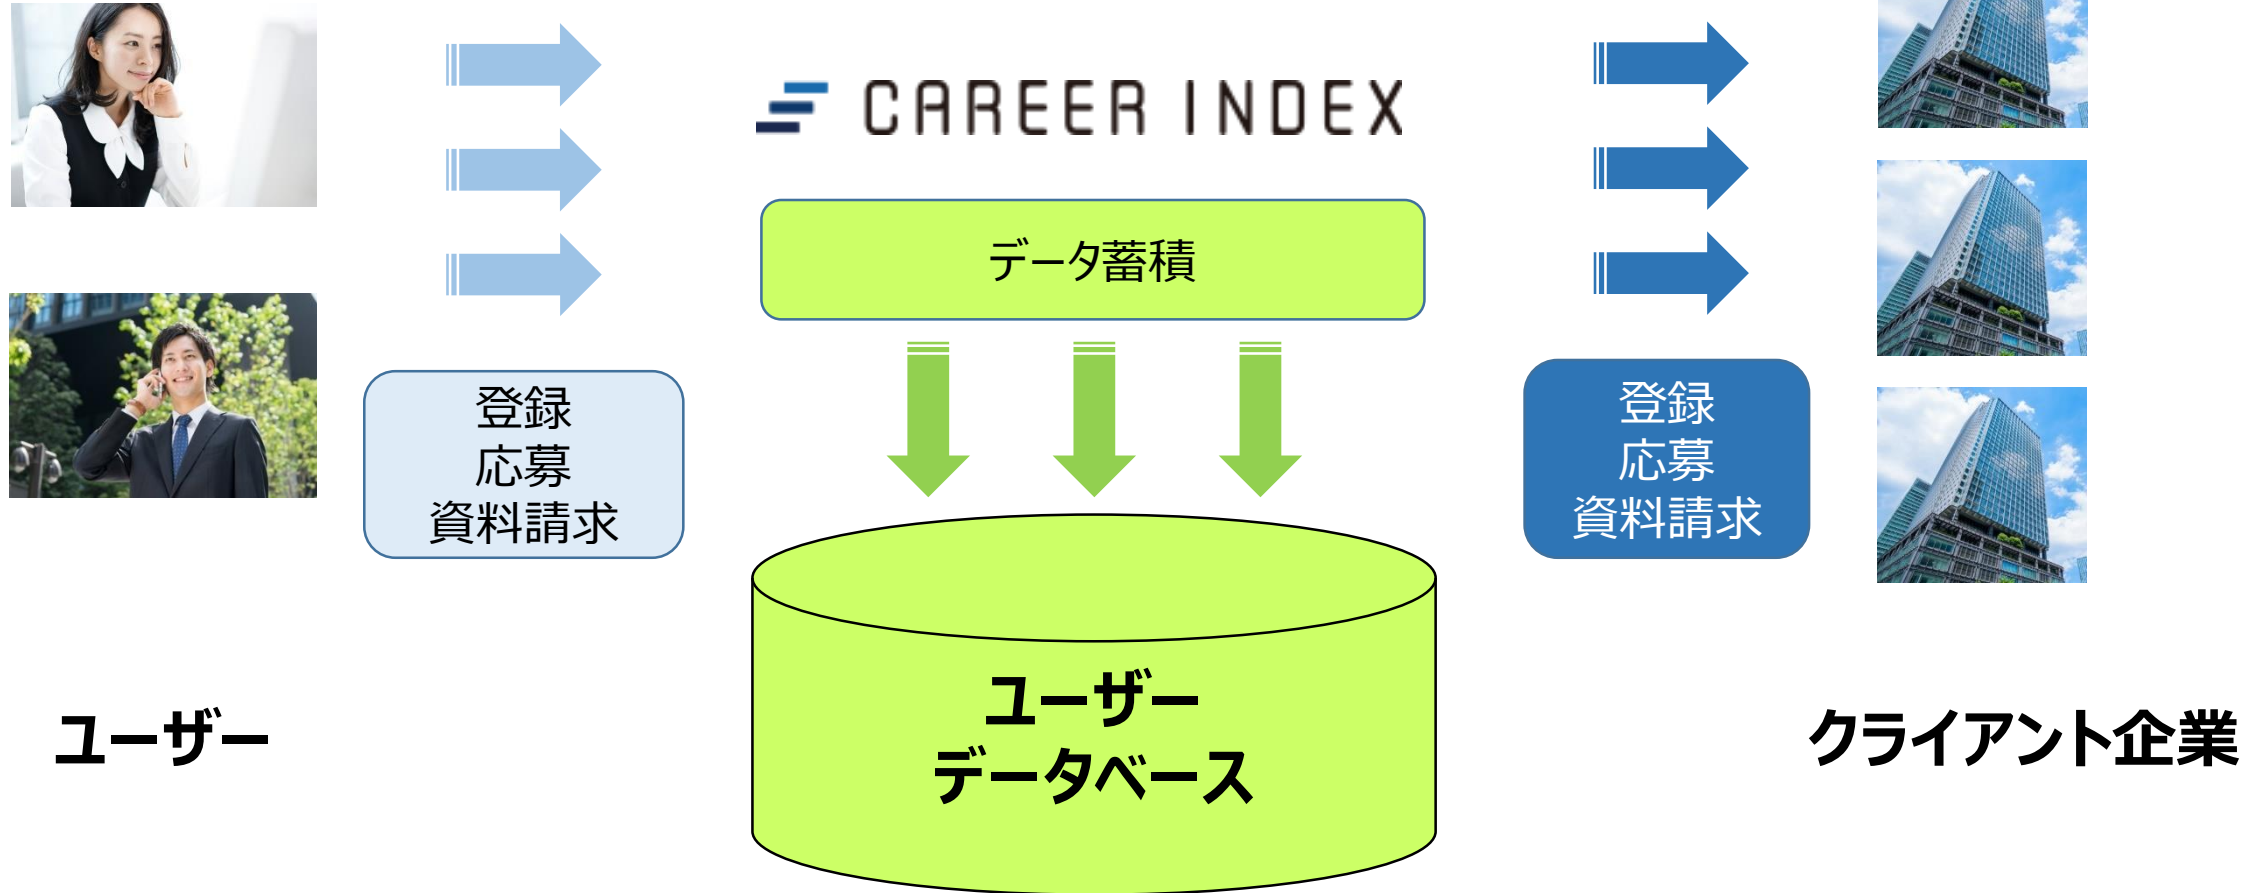 CAREER INDEX
データ蓄積
登録
応募
資料請求
登録
応募
資料請求
ユーザー
データベース
ユーザー
クライアント企業